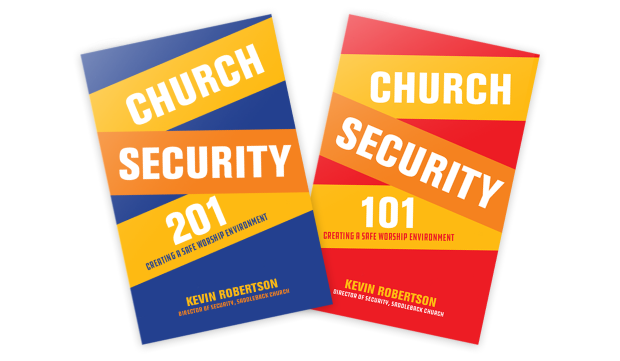 CHURCH
SECURITY
201
CREATING A SAFE WORSHIP ENVIRONMENT
KEVIN ROBERTSON
DIRECTOR OF SECURITY, SADDLEBACK CHURCH
CHURCH
SECURITY
101
CREATING A SAFE WORSHIP ENVIRONMENT
KEVIN ROBERTSON
DIRECTOR OF SECURITY, SADDLEBACK CHURCH